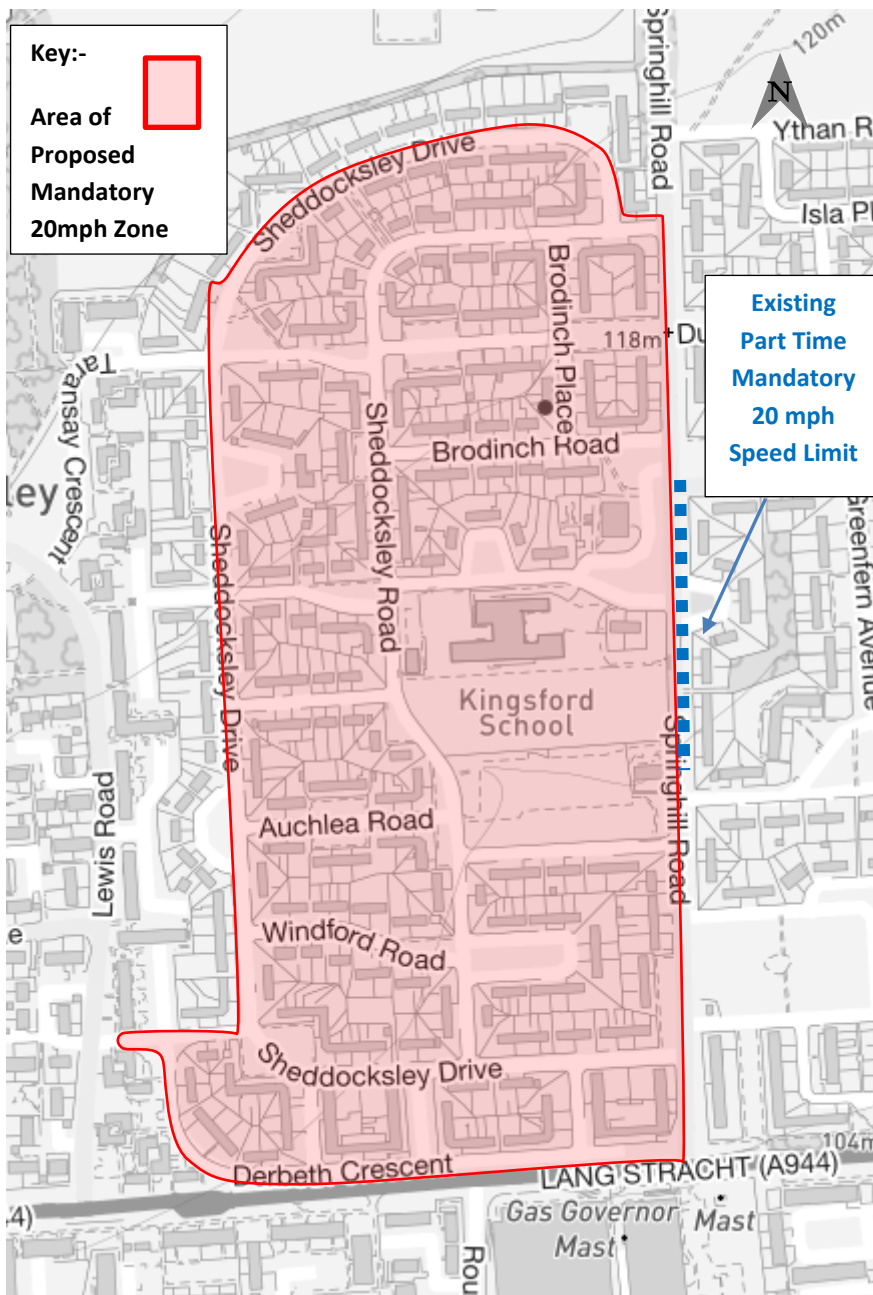 Key:-
Area of
Proposed
Mandatory
20mph Zone
Springhill Road
120m
N
Ythan R
Isla Pl
Sheddocksley Drive
Brodinch Place
Existing
Part Time
Mandatory
20 mph
Speed Limit
118m
Du
Taransay Crescent
Sheddocksley Road
Brodinch Road
ley
Greenfern Avenue
Sheddocksley Drive
Kingsford
School
Springhill Road
Lewis Road
Auchlea Road
Windford Road
e
Sheddocksley Drive
Derbeth Crescent
104m
LANG STRACHT (A944)
4)
Gas Governor
Mast
Mast
Rou